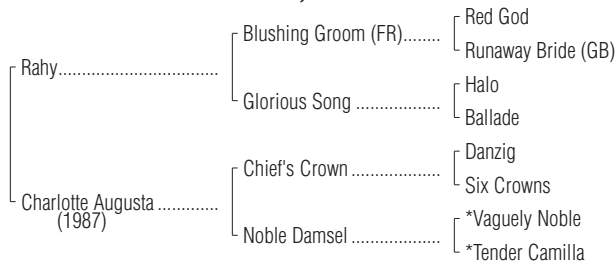 Red God
Blushing Groom (FR)........
Runaway Bride (GB)
Rahy.................................
Halo
Glorious Song .................
Ballade
Danzig
Chief's Crown ..................
Six Crowns
Charlotte Augusta .............
(1987)
*Vaguely Noble
Noble Damsel ...................
*Tender Camilla